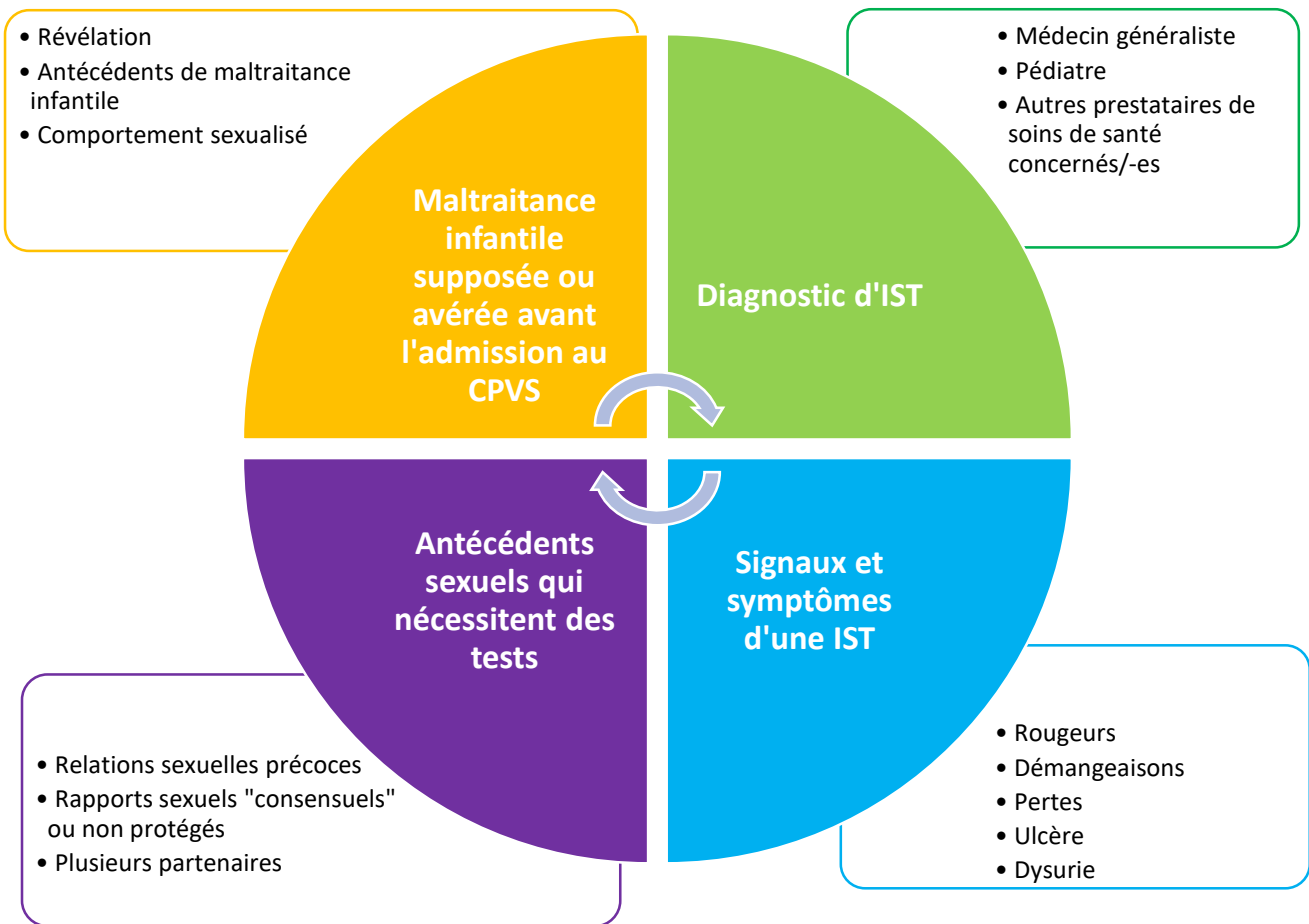 • Révélation
• Antécédents de maltraitance
infantile
• Comportement sexualisé
• Médecin généraliste
• Pédiatre
• Autres prestataires de
soins de santé
concernés/-es
Maltraitance
infantile
supposée ou
avérée avant
l'admission au
CPVS
Diagnostic d'IST
Antécédents
sexuels qui
nécessitent des
tests
Signaux et
symptômes
d'une IST
• Relations sexuelles précoces
• Rapports sexuels "consensuels"
ou non protégés
• Plusieurs partenaires
• Rougeurs
• Démangeaisons
• Pertes
• Ulcère
• Dysurie